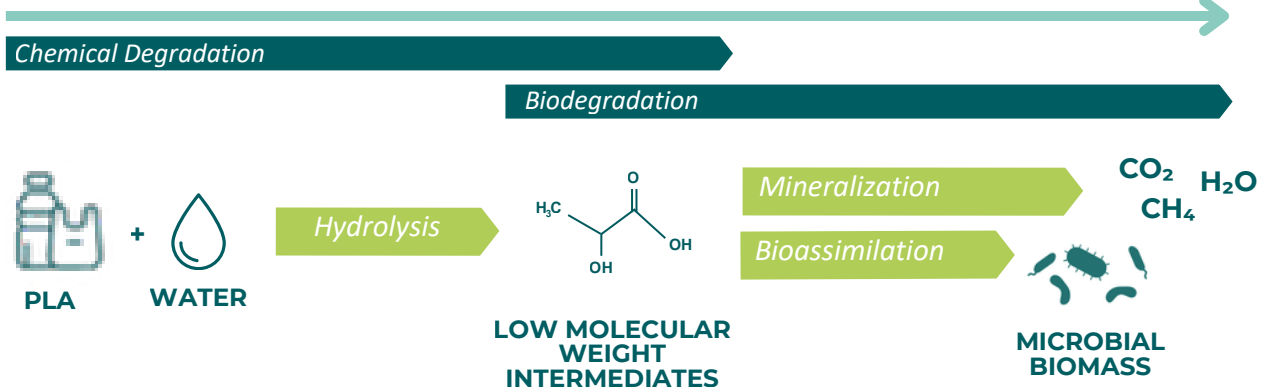 Chemical Degradation
Biodegradation
PLA
+
WATER
Hydrolysis
H₃C
O
OH
OH
LOW MOLECULAR
WEIGHT
INTERMEDIATES
Mineralization
Bioassimilation
CO₂
H₂O
CH₄
MICROBIAL
BIOMASS